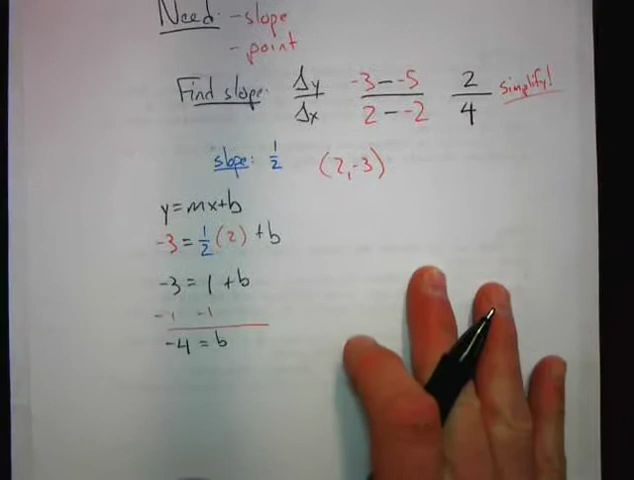 Need: -slope
- point
Find slope: Δy/Δx -3--5/2--2 2/4 simplify!
slope: 1/2 (2,-3)
y=mx+b
-3=1/2(2)+b
-3=1+b
-1 -1
-4=b